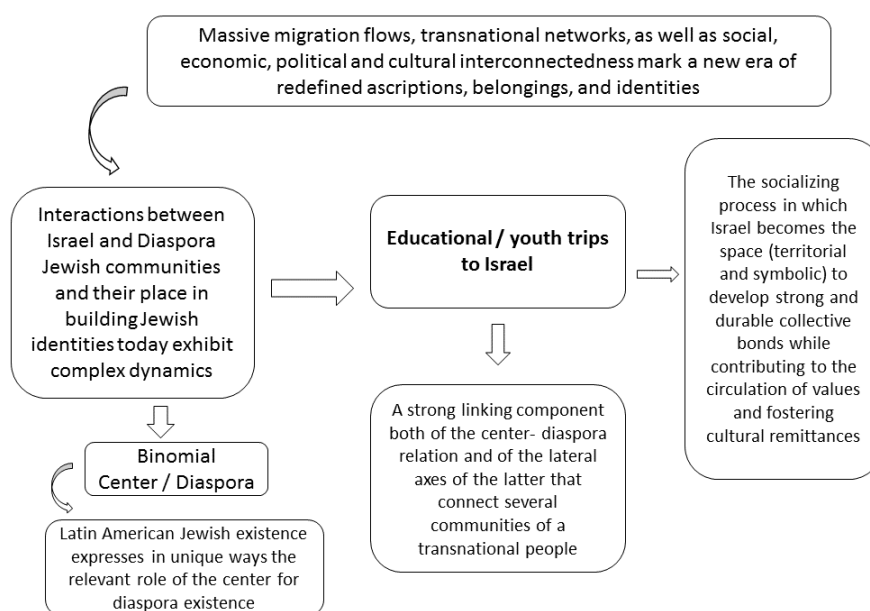 Massive migration flows, transnational networks, as well as social,
economic, political and cultural interconnectedness mark a new era of
redefined ascriptions, belongings, and identities
Interactions between
Israel and Diaspora
Jewish communities
and their place in
building Jewish
identities today exhibit
complex dynamics
Binomial
Center / Diaspora
Latin American Jewish existence
expresses in unique ways the
relevant role of the center for
diaspora existence
Educational / youth trips
to Israel
A strong linking component
both of the center- diaspora
relation and of the lateral
axes of the latter that
connect several
communities of a
transnational people
The socializing
process in which
Israel becomes the
space (territorial
and symbolic) to
develop strong and
durable collective
bonds while
contributing to the
circulation of values
and fostering
cultural remittances